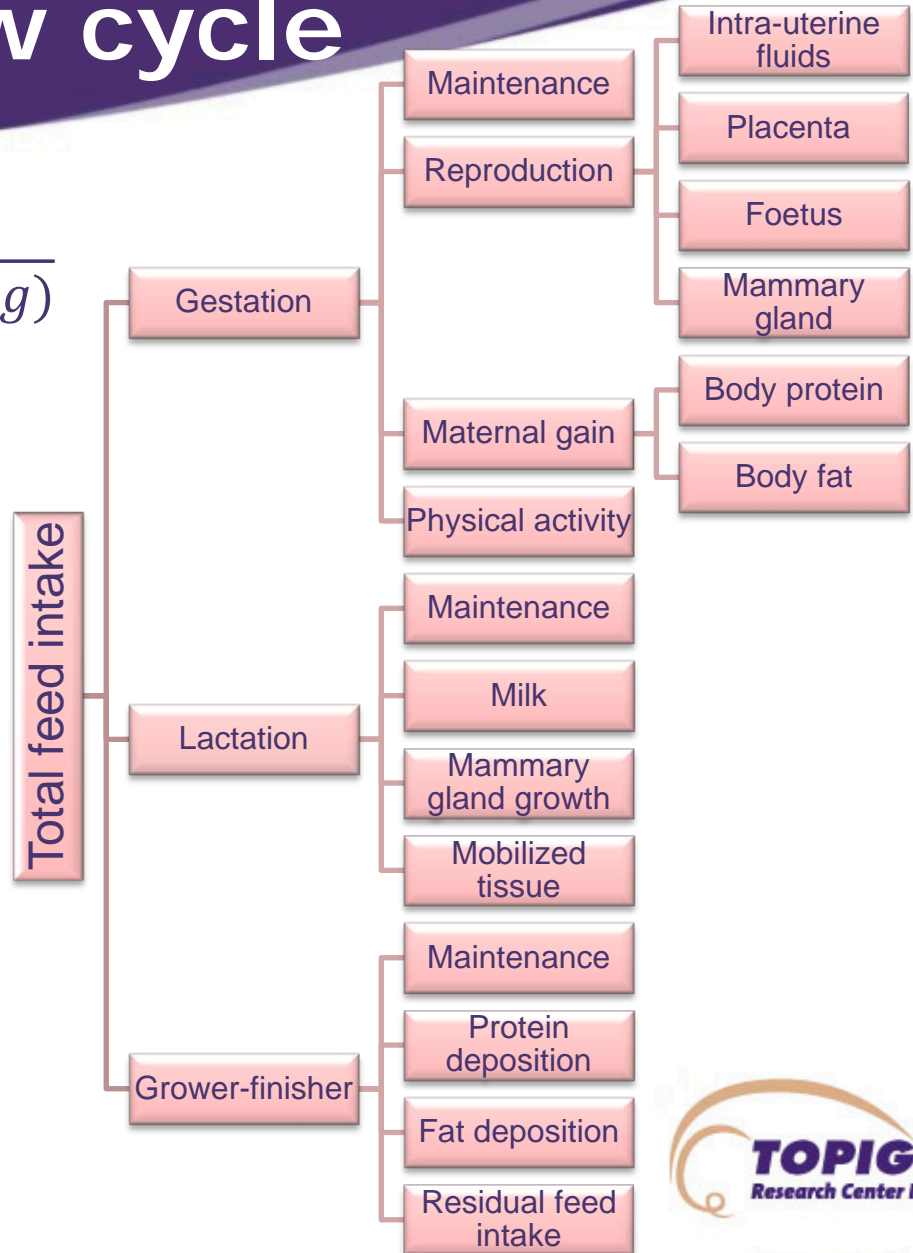 cycle
g)
Total feed intake
Gestation
Maintenance
Reproduction
Intra-uterine
fluids
Placenta
Foetus
Mammary
gland
Maternal gain
Body protein
Body fat
Physical activity
Lactation
Maintenance
Milk
Mammary
gland growth
Mobilized
tissue
Grower-finisher
Maintenance
Protein
deposition
Fat deposition
Residual feed
intake
TOPIG
Research Center